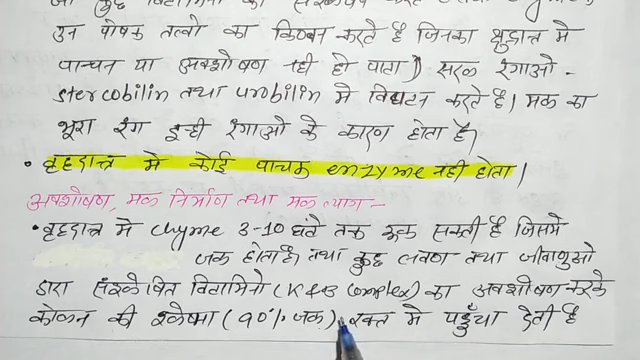 जो कुछ विटामिनो का संश्लेषण करते
उन पोषक तत्वो का किण्वन करते है जिनका क्षुद्रान्त्र मे
पाचन या अवशोषण नही हो पाता) सरल रंगाओ -
stercobilin तथा urobilin मे विघटन करते है। मल का
भूरा रंग इन्ही रंगाओ के कारण होता है।
• वृहदान्त्र मे कोई पाचक enzyme नही होता।
अवशोषण, मल निर्माण तथा मल त्याग -
• वृहदान्त्र मे chyme 3-10 घंटे तक रूक सकती है जिसमे
जल होता है। तथा कुछ लवण तथा जीवाणुओ
द्वारा संश्लेषित विटामिनो (K & B Complex) का अवशोषण करके
कोलन की श्लेष्मा (90% जल) रक्त मे पहुँचा देती है